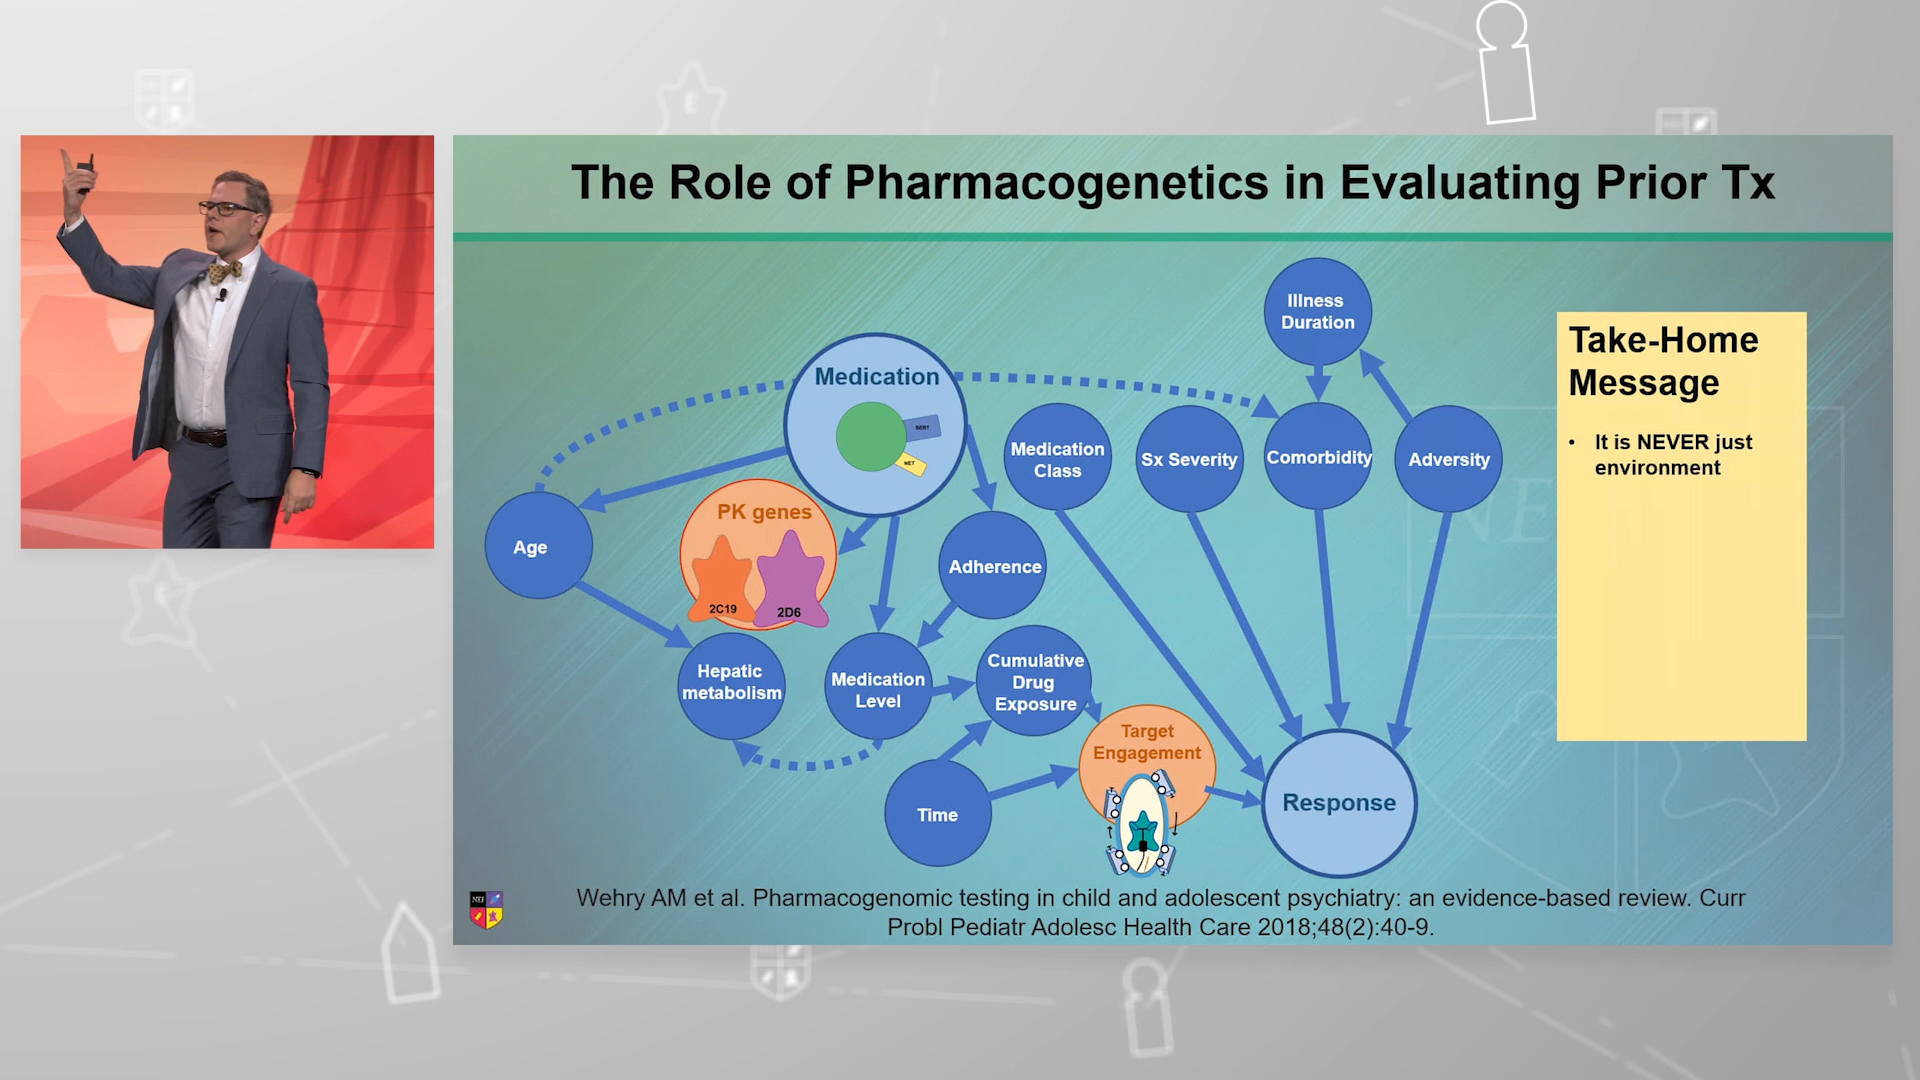 The Role of Pharmacogenetics in Evaluating Prior Tx
Illness
Duration
Take-Home
Message
• It is NEVER just
environment
Medication
SERT
NET
Medication
Class
Sx Severity
Comorbidity
Adversity
PK genes
2C19
2D6
Age
Adherence
Hepatic
metabolism
Medication
Level
Cumulative
Drug
Exposure
Target
Engagement
Time
Response
Wehry AM et al. Pharmacogenomic testing in child and adolescent psychiatry: an evidence-based review. Curr
Probl Pediatr Adolesc Health Care 2018;48(2):40-9.
NEI
E